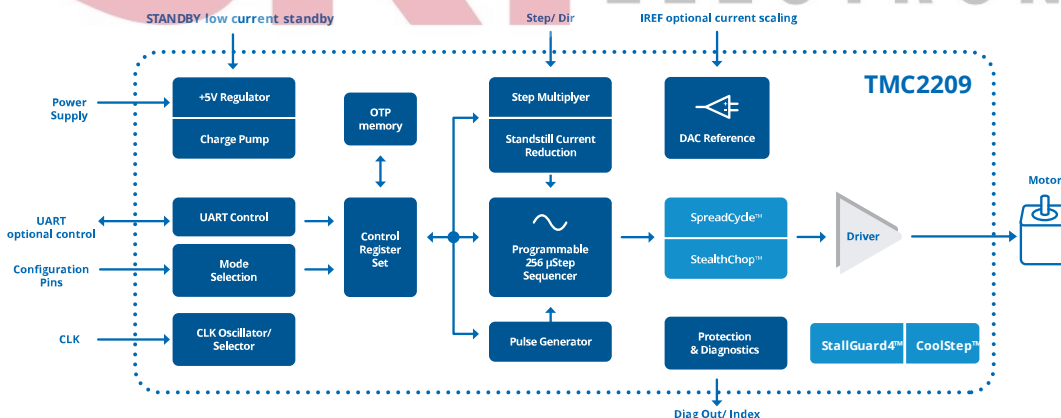 STANDBY low current standby
Step/ Dir
IREF optional current scaling
TMC2209
Power
Supply
+5V Regulator
Charge Pump
OTP
memory
Step Multiplyer
Standstill Current
Reduction
DAC Reference
Motor
UART
optional control
UART Control
Control
Register
Set
Programmable
256 µStep
Sequencer
SpreadCycle™
StealthChop™
Driver
Configuration
Pins
Mode
Selection
CLK
CLK Oscillator/
Selector
Pulse Generator
Protection
& Diagnostics
StallGuard4™
CoolStep™
Diag Out/ Index